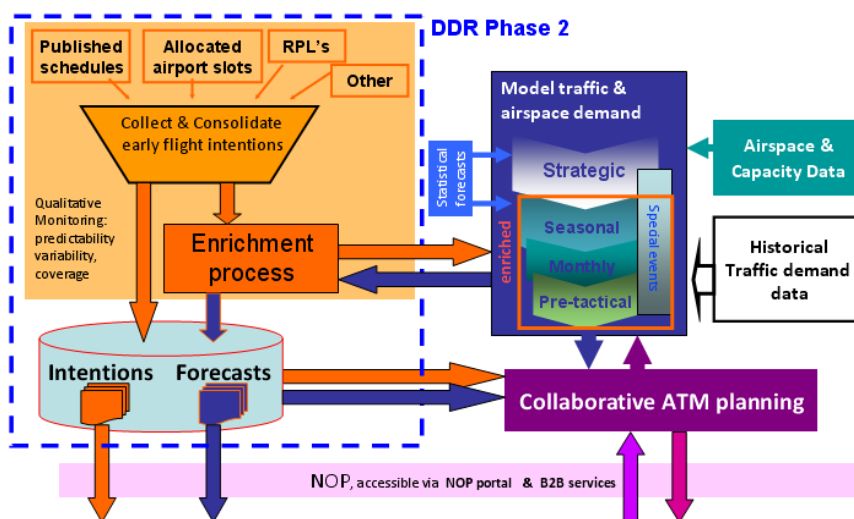 DDR Phase 2
Published
schedules
Allocated
airport slots
RPL's
Other
Collect & Consolidate
early flight intentions
Qualitative
Monitoring:
predictability
variability,
coverage
Enrichment
process
Intentions
Forecasts
Model traffic &
airspace demand
Statistical
forecasts
Strategic
Seasonal
Monthly
Pre-tactical
enriched
Special events
Airspace &
Capacity Data
Historical
Traffic demand
data
Collaborative ATM planning
NOP, accessible via NOP portal & B2B services